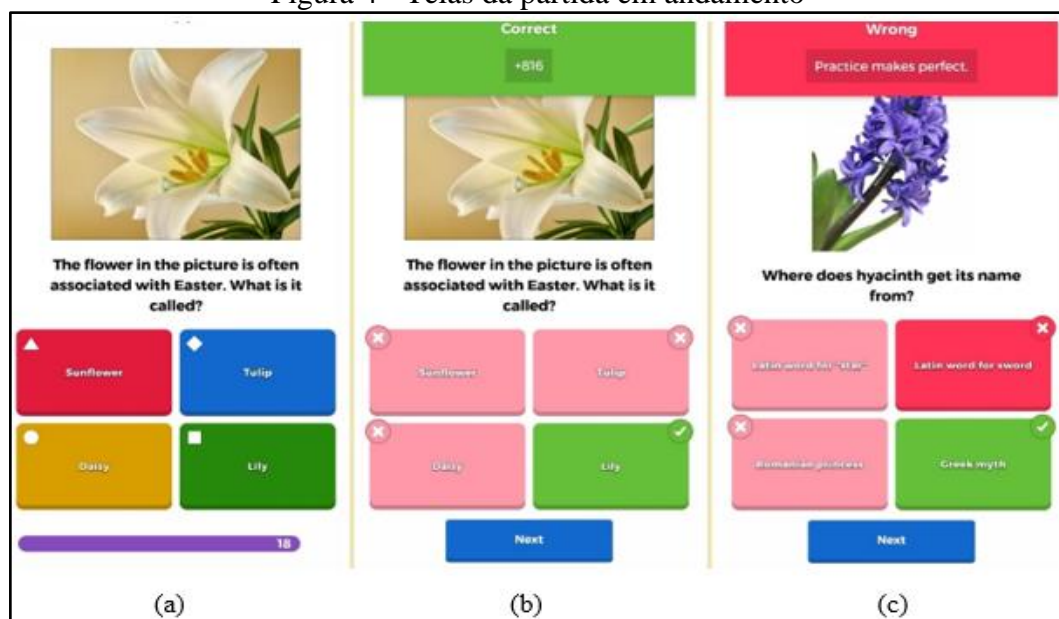 Figura 4 - Telas da partida em andamento
The flower in the picture is often
associated with Easter. What is it
called?
Sunflower
Tulip
Daisy
Lily
18
(a)
Correct
+816
The flower in the picture is often
associated with Easter. What is it
called?
Sunflower
Tulip
Daisy
Lily
Next
(b)
Wrong
Practice makes perfect.
Where does hyacinth get its name
from?
Latin word for "star"
Latin word for sword
Romanian princess
Greek myth
Next
(c)